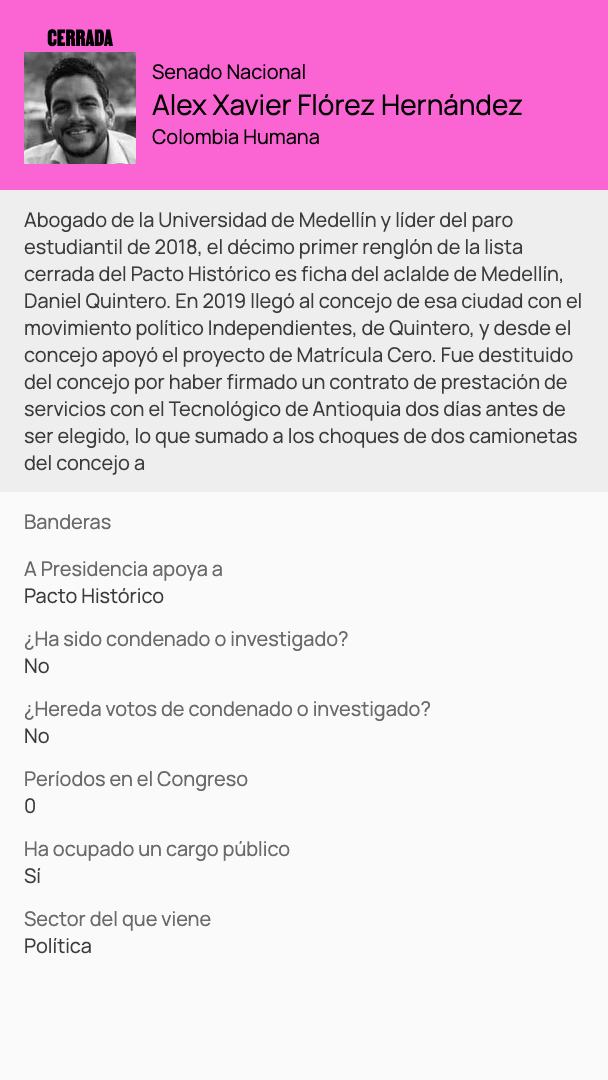 CERRADA
Senado Nacional
Alex Xavier Flórez Hernández
Colombia Humana
Abogado de la Universidad de Medellín y líder del paro
estudiantil de 2018, el décimo primer renglón de la lista
cerrada del Pacto Histórico es ficha del aclalde de Medellín,
Daniel Quintero. En 2019 llegó al concejo de esa ciudad con el
movimiento político Independientes, de Quintero, y desde el
concejo apoyó el proyecto de Matrícula Cero. Fue destituido
del concejo por haber firmado un contrato de prestación de
servicios con el Tecnológico de Antioquia dos días antes de
ser elegido, lo que sumado a los choques de dos camionetas
del concejo a
Banderas
A Presidencia apoya a
Pacto Histórico
¿Ha sido condenado o investigado?
No
¿Hereda votos de condenado o investigado?
No
Períodos en el Congreso
0
Ha ocupado un cargo público
Sí
Sector del que viene
Política